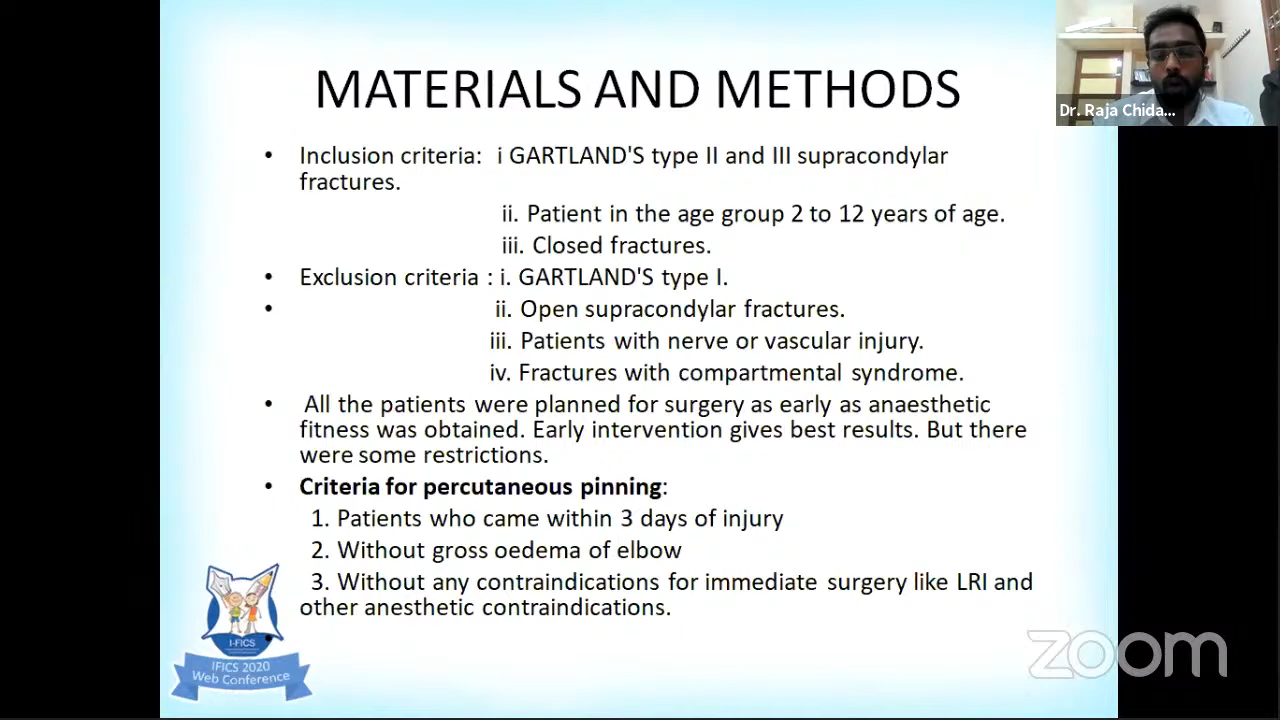 MATERIALS AND METHODS
Dr. Raja Chida...
• Inclusion criteria: i GARTLAND'S type II and III supracondylar
fractures.
ii. Patient in the age group 2 to 12 years of age.
iii. Closed fractures.
• Exclusion criteria : i. GARTLAND'S type I.
• ii. Open supracondylar fractures.
iii. Patients with nerve or vascular injury.
iv. Fractures with compartmental syndrome.
• All the patients were planned for surgery as early as anaesthetic
fitness was obtained. Early intervention gives best results. But there
were some restrictions.
• Criteria for percutaneous pinning:
1. Patients who came within 3 days of injury
2. Without gross oedema of elbow
3. Without any contraindications for immediate surgery like LRI and
other anesthetic contraindications.
I-FICS
IFICS 2020
Web Conference
zoom